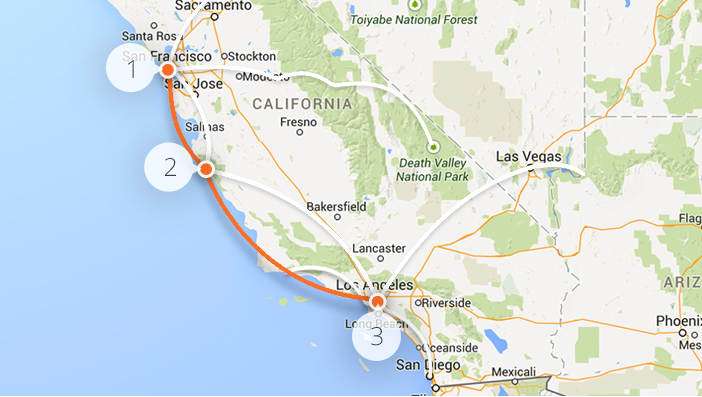 Sacramento
Toiyabe National Forest
Santa Rosa
San Francisco
Stockton
1
Modesto
San Jose
CALIFORNIA
Salinas
Fresno
2
Death Valley
National Park
Las Vegas
Bakersfield
Flag
Lancaster
Los Angeles
ARIZ
Riverside
Long Beach
Phoenix
3
Mes
Oceanside
San Diego
Mexicali